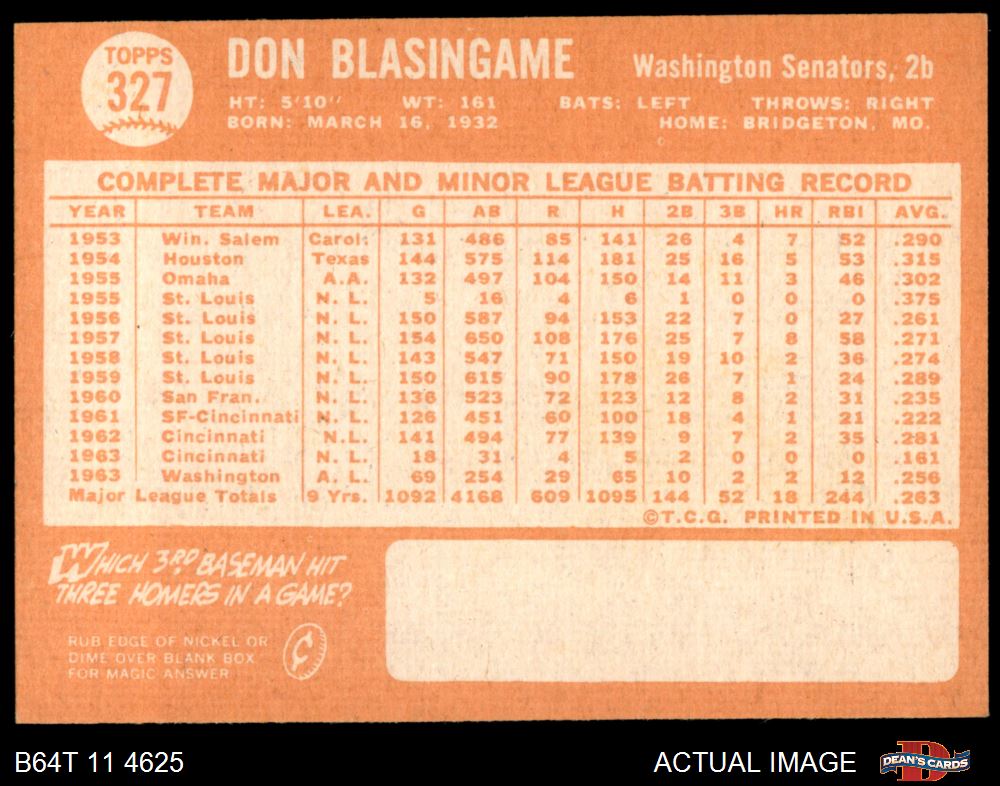 TOPPS
327
DON BLASINGAME
Washington Senators, 2b
HT: 5'10" WT: 161 BATS: LEFT THROWS: RIGHT
BORN: MARCH 16, 1932 HOME: BRIDGETON, MO.
COMPLETE MAJOR AND MINOR LEAGUE BATTING RECORD
YEAR TEAM LEA. G AB R H 2B 3B HR RBI AVG.
1953 Win. Salem Carol. 131 486 85 141 26 4 7 52 .290
1954 Houston Texas 144 575 114 181 25 16 5 53 .315
1955 Omaha A.A. 132 497 104 150 14 11 3 46 .302
1955 St. Louis N. L. 5 16 4 6 1 0 0 0 .375
1956 St. Louis N. L. 150 587 94 153 22 7 0 27 .261
1957 St. Louis N. L. 154 650 108 176 25 7 8 58 .271
1958 St. Louis N. L. 143 547 71 150 19 10 2 36 .274
1959 St. Louis N. L. 150 615 90 178 26 7 1 24 .289
1960 San Fran. N. L. 136 523 72 123 12 8 2 31 .235
1961 SF-Cincinnati N. L. 126 451 60 100 18 4 1 21 .222
1962 Cincinnati N.L. 141 494 77 139 9 7 2 35 .281
1963 Cincinnati N. L. 18 31 4 5 2 0 0 0 .161
1963 Washington A. L. 69 254 29 65 10 2 2 12 .256
Major League Totals 9 Yrs. 1092 4168 609 1095 144 52 18 244 .263
©T.C.G. PRINTED IN U.S.A.
WHICH 3RD BASEMAN HIT
THREE HOMERS IN A GAME?
RUB EDGE OF NICKEL OR
DIME OVER BLANK BOX
FOR MAGIC ANSWER
¢
B64T 11 4625
ACTUAL IMAGE
D
DEAN'S CARDS